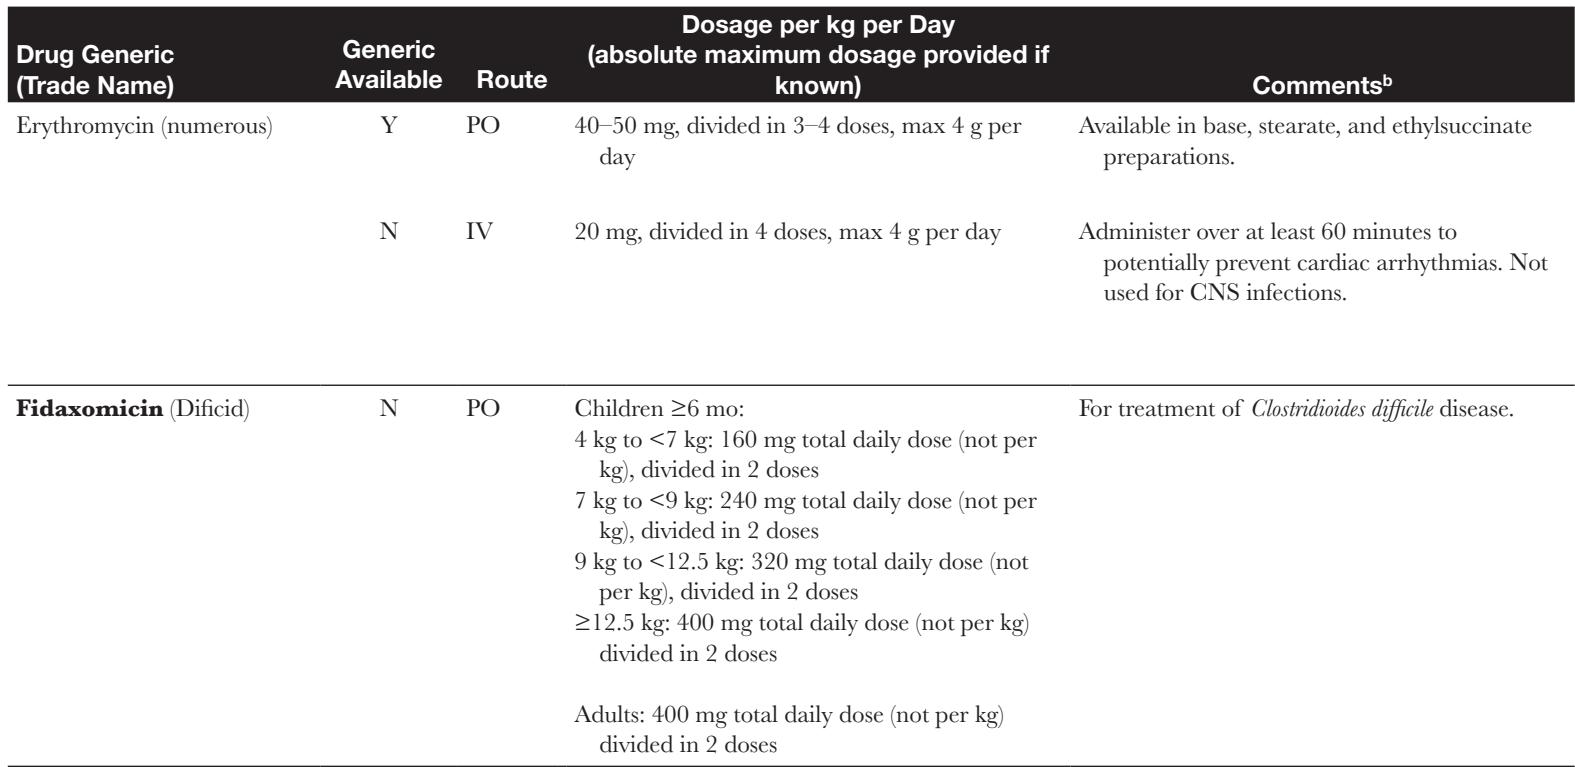 Drug Generic
(Trade Name)
Generic
Available
Route
Dosage per kg per Day
(absolute maximum dosage provided if
known)
Commentsᵇ
Erythromycin (numerous)
Y
PO
40–50 mg, divided in 3–4 doses, max 4 g per
day
Available in base, stearate, and ethylsuccinate
preparations.
N
IV
20 mg, divided in 4 doses, max 4 g per day
Administer over at least 60 minutes to
potentially prevent cardiac arrhythmias. Not
used for CNS infections.
Fidaxomicin (Dificid)
N
PO
Children ≥6 mo:
4 kg to <7 kg: 160 mg total daily dose (not per
kg), divided in 2 doses
7 kg to <9 kg: 240 mg total daily dose (not per
kg), divided in 2 doses
9 kg to <12.5 kg: 320 mg total daily dose (not
per kg), divided in 2 doses
≥12.5 kg: 400 mg total daily dose (not per kg)
divided in 2 doses
Adults: 400 mg total daily dose (not per kg)
divided in 2 doses
For treatment of Clostridioides difficile disease.